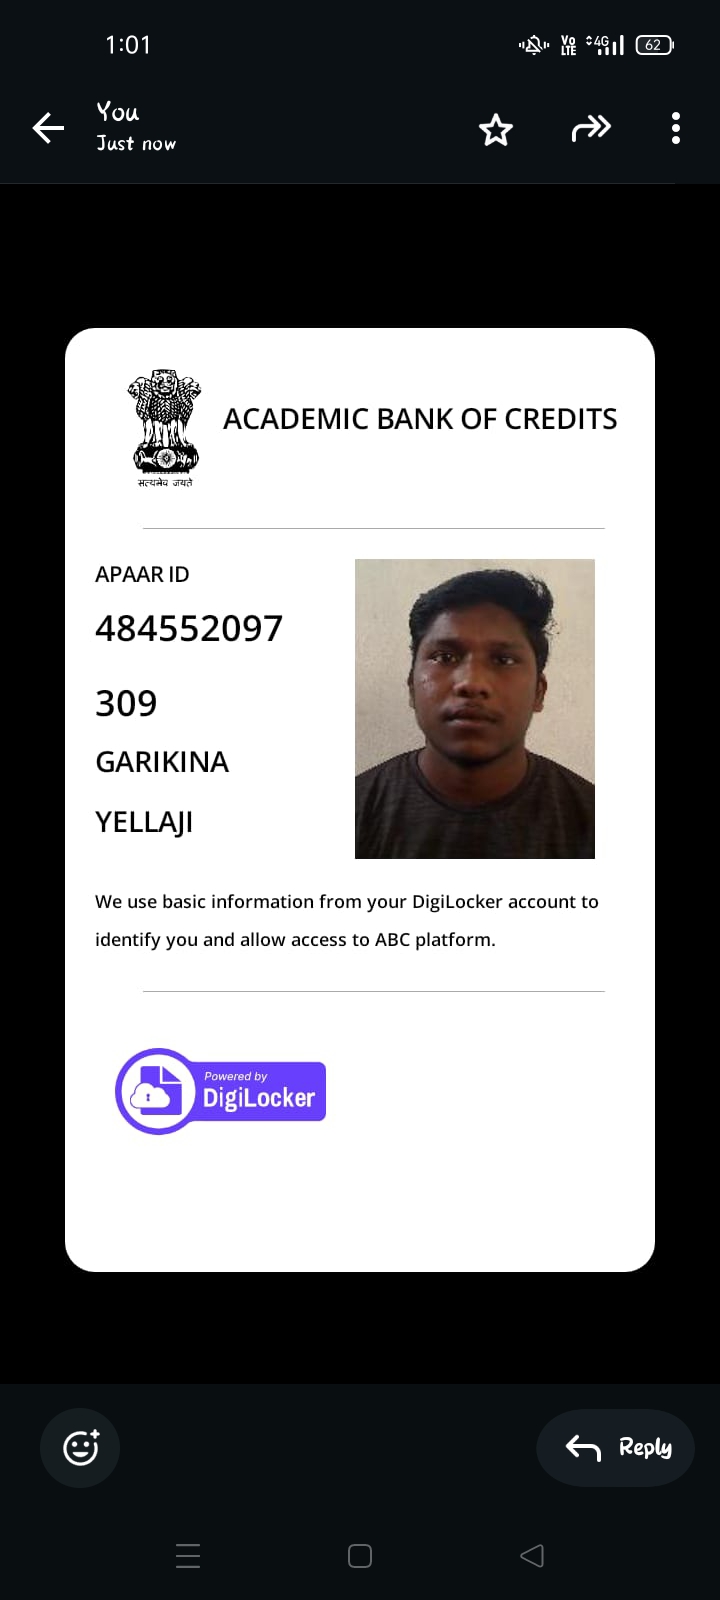 1:01
Vo LTE 4G 62
You
Just now
सत्यमेव जयते
ACADEMIC BANK OF CREDITS
APAAR ID
484552097
309
GARIKINA
YELLAJI
We use basic information from your DigiLocker account to
identify you and allow access to ABC platform.
Powered by
DigiLocker
Reply